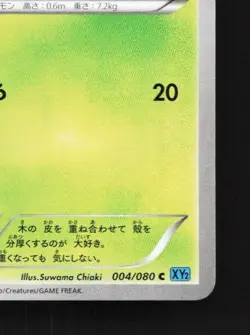 モン 高さ:0.6m 重さ:7.2kg
20
木の 皮を 重ね合わせて 殻を
分厚くするのが 大好き。
重くなっても 気にしない。
Illus.Suwama Chiaki 004/080 C XY2
/Creatures/GAME FREAK.